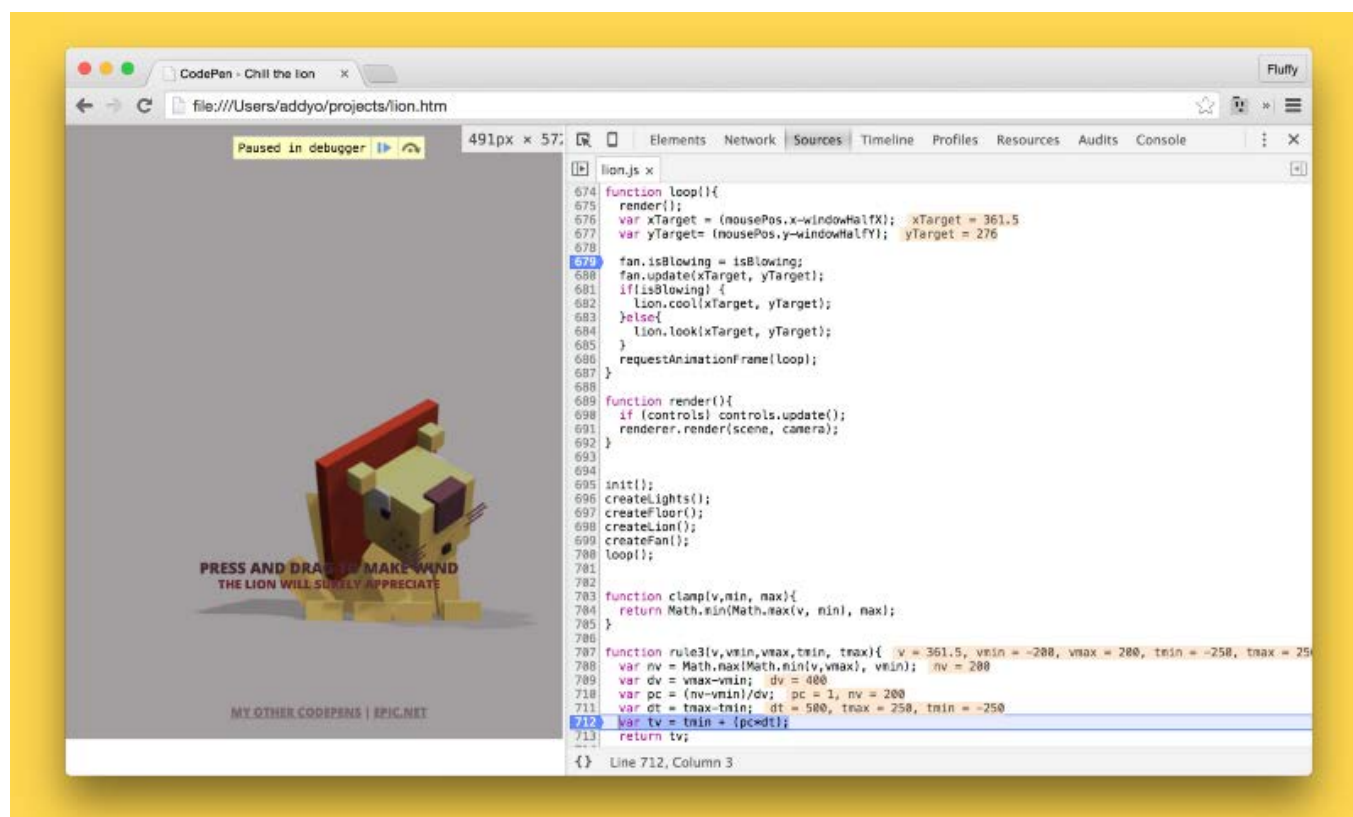 CodePen - Chill the lion ×
Fluffy
file:///Users/addyo/projects/lion.htm
Paused in debugger
491px × 57
Elements Network Sources Timeline Profiles Resources Audits Console
lion.js ×
674 function loop(){
675 render();
676 var xTarget = (mousePos.x-windowHalfX); xTarget = 361.5
677 var yTarget= (mousePos.y-windowHalfY); yTarget = 276
678
679 fan.isBlowing = isBlowing;
680 fan.update(xTarget, yTarget);
681 if(isBlowing) {
682 lion.cool(xTarget, yTarget);
683 }else{
684 lion.look(xTarget, yTarget);
685 }
686 requestAnimationFrame(loop);
687 }
688
689 function render(){
690 if (controls) controls.update();
691 renderer.render(scene, camera);
692 }
693
694
695 init();
696 createLights();
697 createFloor();
698 createLion();
699 createFan();
700 loop();
701
702
703 function clamp(v,min, max){
704 return Math.min(Math.max(v, min), max);
705 }
706
707 function rule3(v,vmin,vmax,tmin, tmax){ v = 361.5, vmin = -200, vmax = 200, tmin = -250, tmax = 250
708 var nv = Math.max(Math.min(v,vmax), vmin); nv = 200
709 var dv = vmax-vmin; dv = 400
710 var pc = (nv-vmin)/dv; pc = 1, nv = 200
711 var dt = tmax-tmin; dt = 500, tmax = 250, tmin = -250
712 var tv = tmin + (pc*dt);
713 return tv;
{} Line 712, Column 3
PRESS AND DRAG TO MAKE WIND
THE LION WILL SURELY APPRECIATE
MY OTHER CODEPENS | EPIC.NET